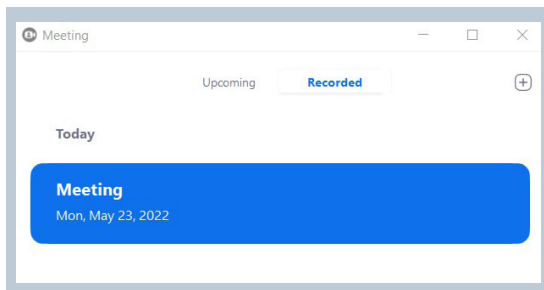 Meeting
Upcoming Recorded
Today
Meeting
Mon, May 23, 2022